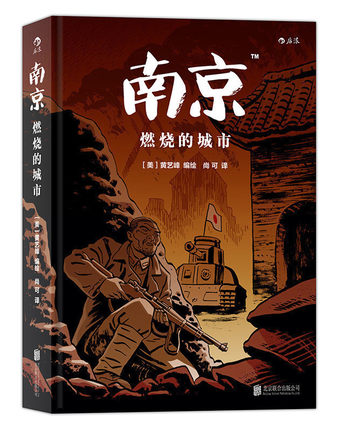 后浪
南京
燃烧的城市
[美]黄艺峰 编绘 尚可 译
后浪
南京™
燃烧的城市
[美]黄艺峰 编绘 尚可 译
北京联合出版公司